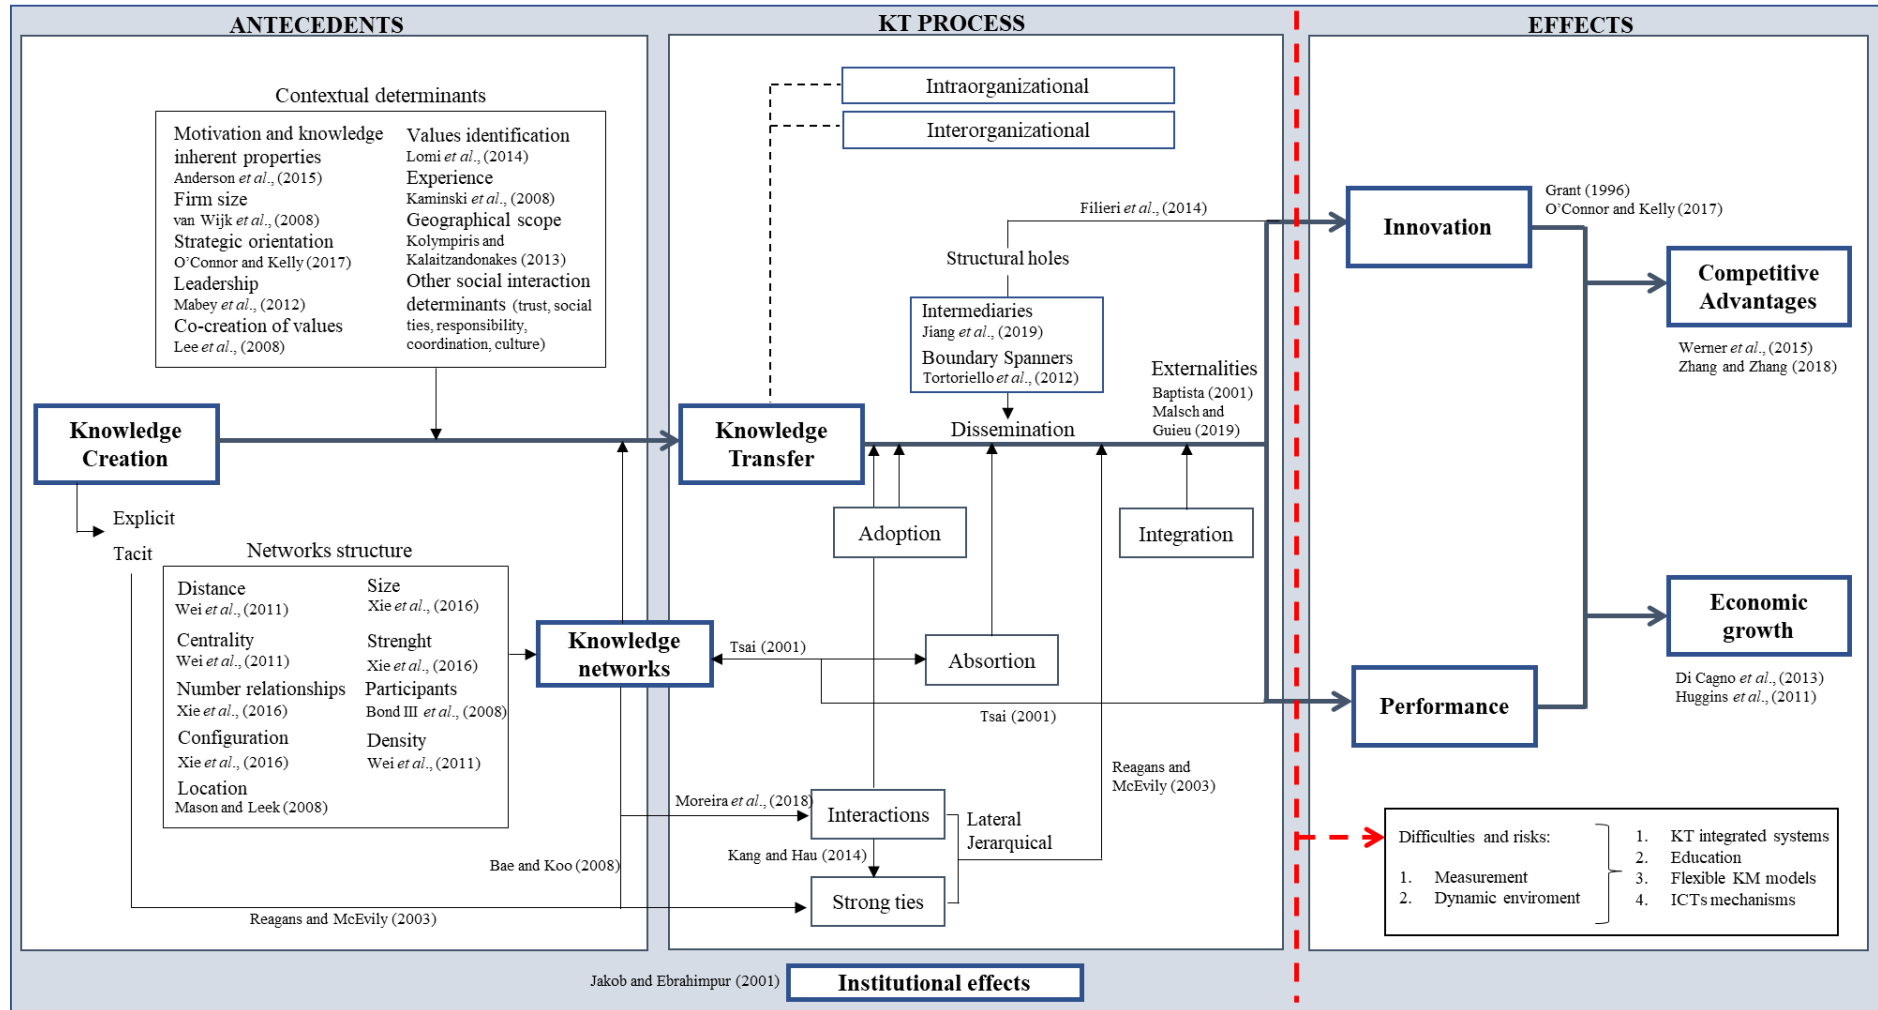 ANTECEDENTS
Contextual determinants
Motivation and knowledge
inherent properties
Anderson et al., (2015)
Firm size
van Wijk et al., (2008)
Strategic orientation
O'Connor and Kelly (2017)
Leadership
Mabey et al., (2012)
Co-creation of values
Lee et al., (2008)
Values identification
Lomi et al., (2014)
Experience
Kaminski et al., (2008)
Geographical scope
Kolympiris and
Kalaitzandonakes (2013)
Other social interaction
determinants (trust, social
ties, responsibility,
coordination, culture)
Knowledge
Creation
Explicit
Tacit
Networks structure
Distance
Wei et al., (2011)
Centrality
Wei et al., (2011)
Number relationships
Xie et al., (2016)
Configuration
Xie et al., (2016)
Location
Mason and Leek (2008)
Size
Xie et al., (2016)
Strenght
Xie et al., (2016)
Participants
Bond III et al., (2008)
Density
Wei et al., (2011)
Knowledge
networks
Bae and Koo (2008)
Reagans and McEvily (2003)
KT PROCESS
Intraorganizational
Interorganizational
Filieri et al., (2014)
Structural holes
Intermediaries
Jiang et al., (2019)
Boundary Spanners
Tortoriello et al., (2012)
Externalities
Baptista (2001)
Malsch and
Guieu (2019)
Knowledge
Transfer
Dissemination
Adoption
Integration
Tsai (2001)
Absortion
Tsai (2001)
Reagans and
McEvily (2003)
Moreira et al., (2018)
Interactions
Lateral
Jerarquical
Kang and Hau (2014)
Strong ties
EFFECTS
Grant (1996)
O'Connor and Kelly (2017)
Innovation
Competitive
Advantages
Werner et al., (2015)
Zhang and Zhang (2018)
Economic
growth
Di Cagno et al., (2013)
Huggins et al., (2011)
Performance
Difficulties and risks:
1. Measurement
2. Dynamic enviroment
1. KT integrated systems
2. Education
3. Flexible KM models
4. ICTs mechanisms
Jakob and Ebrahimpur (2001)
Institutional effects